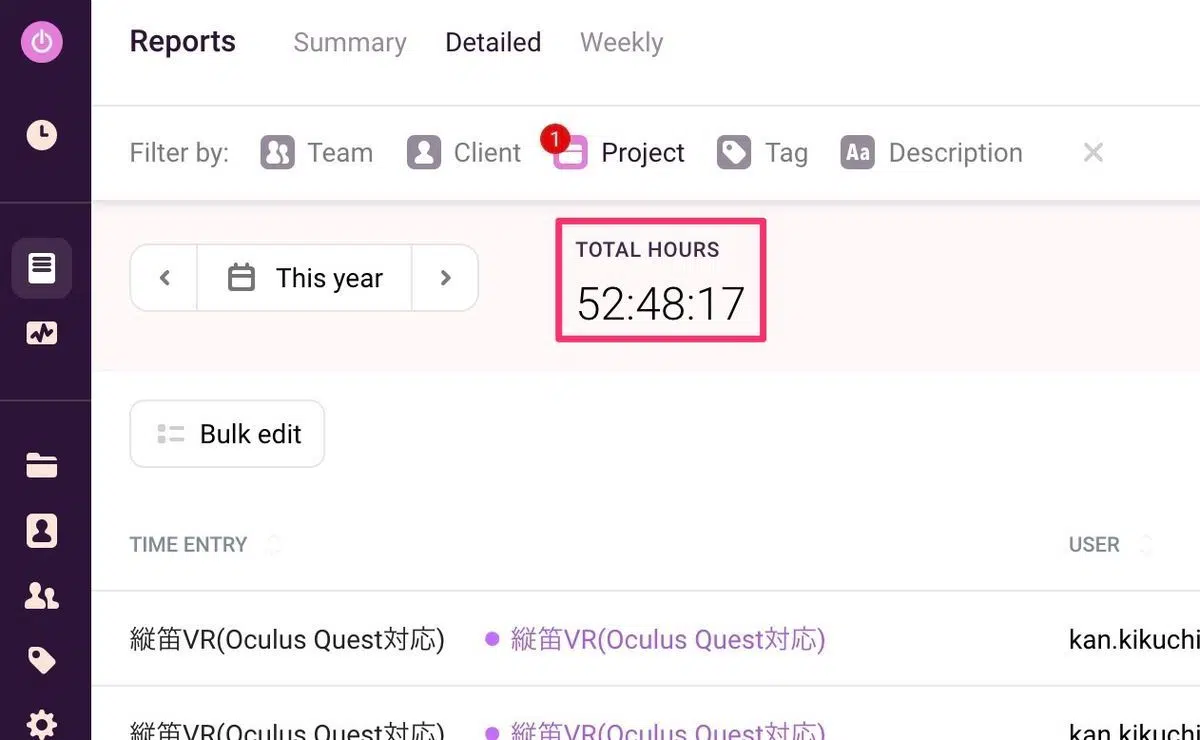 Reports Summary Detailed Weekly
Filter by: Team Client 1 Project Tag Aa Description
This year
TOTAL HOURS
52:48:17
Bulk edit
TIME ENTRY USER
縦笛VR(Oculus Quest対応) 縦笛VR(Oculus Quest対応) kan.kikuchi
縦笛VR(Oculus Quest対応) 縦笛VR(Oculus Quest対応) kan.kikuchi